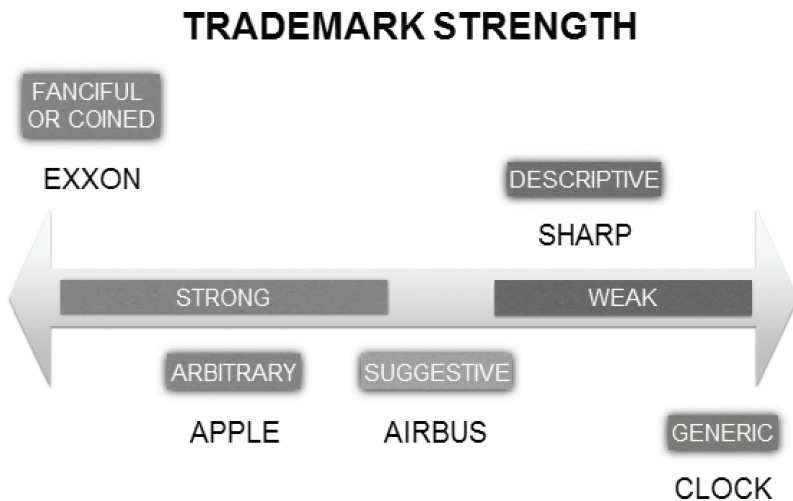 TRADEMARK STRENGTH
FANCIFUL
OR COINED
EXXON
DESCRIPTIVE
SHARP
STRONG
WEAK
ARBITRARY
SUGGESTIVE
APPLE
AIRBUS
GENERIC
CLOCK